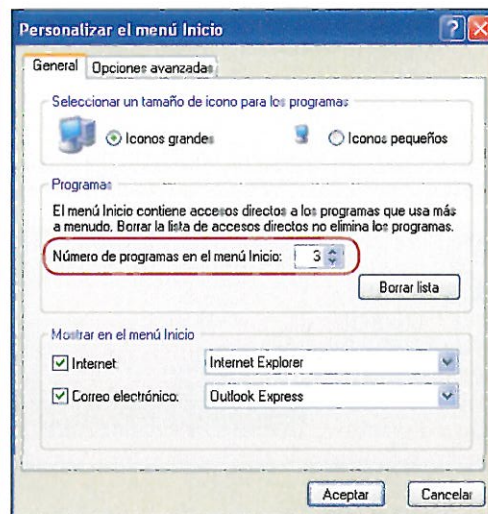 Personalizar el menú Inicio
General
Opciones avanzadas
Seleccionar un tamaño de icono para los programas
Iconos grandes
Iconos pequeños
Programas
El menú Inicio contiene accesos directos a los programas que usa más
a menudo. Borrar la lista de accesos directos no elimina los programas.
Número de programas en el menú Inicio: 3
Borrar lista
Mostrar en el menú Inicio
Internet: Internet Explorer
Correo electrónico: Outlook Express
Aceptar Cancelar